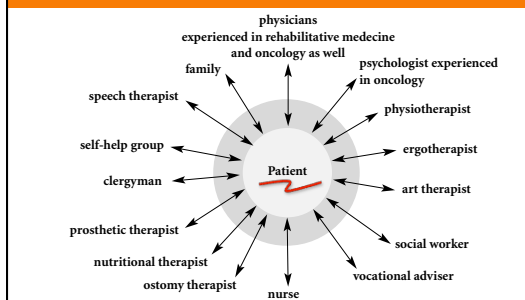 physicians
experienced in rehabilitative medecine
and oncology as well
family
psychologist experienced
in oncology
speech therapist
physiotherapist
self-help group
ergotherapist
Patient
clergyman
art therapist
prosthetic therapist
social worker
nutritional therapist
vocational adviser
ostomy therapist
nurse